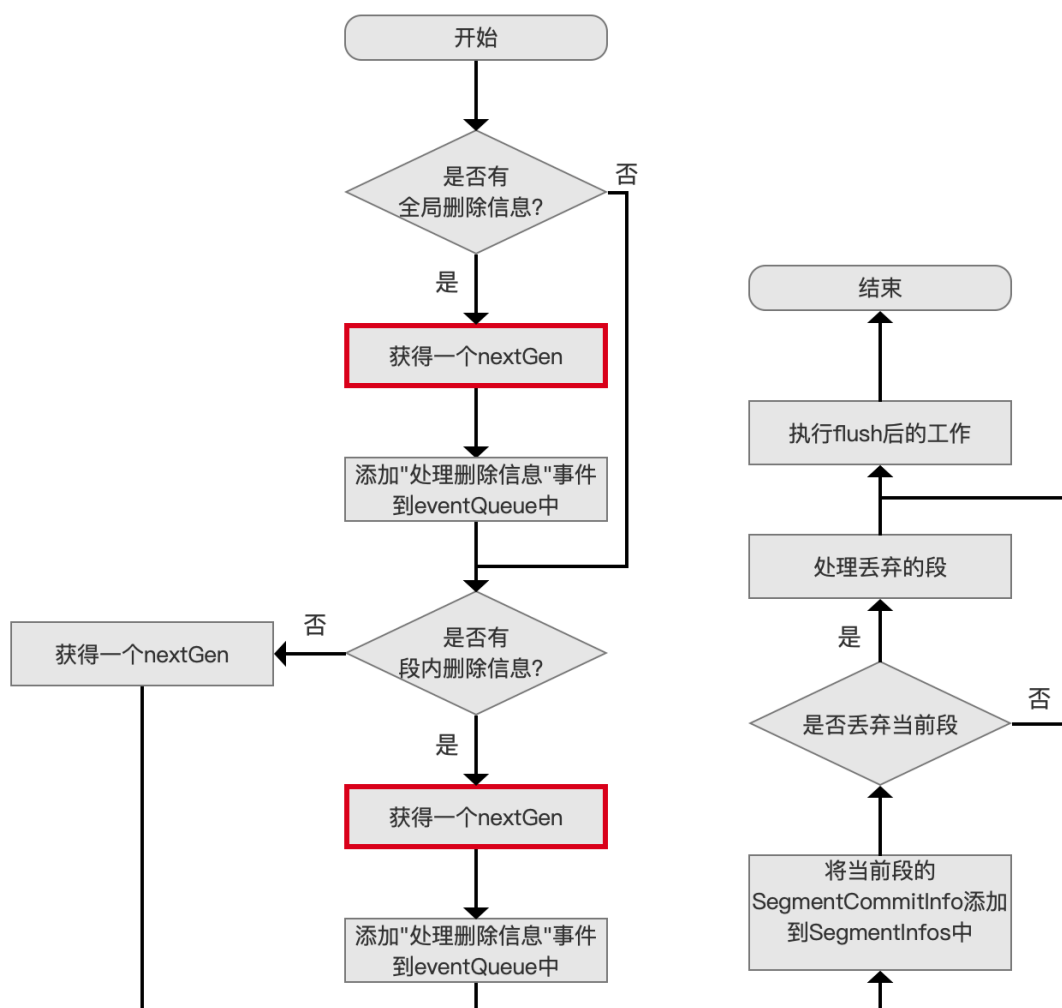 开始
是否有
全局删除信息?
否
是
获得一个nextGen
添加"处理删除信息"事件
到eventQueue中
是否有
段内删除信息?
否
获得一个nextGen
是
获得一个nextGen
添加"处理删除信息"事件
到eventQueue中
结束
执行flush后的工作
处理丢弃的段
是
是否丢弃当前段
否
将当前段的
SegmentCommitInfo添加
到SegmentInfos中